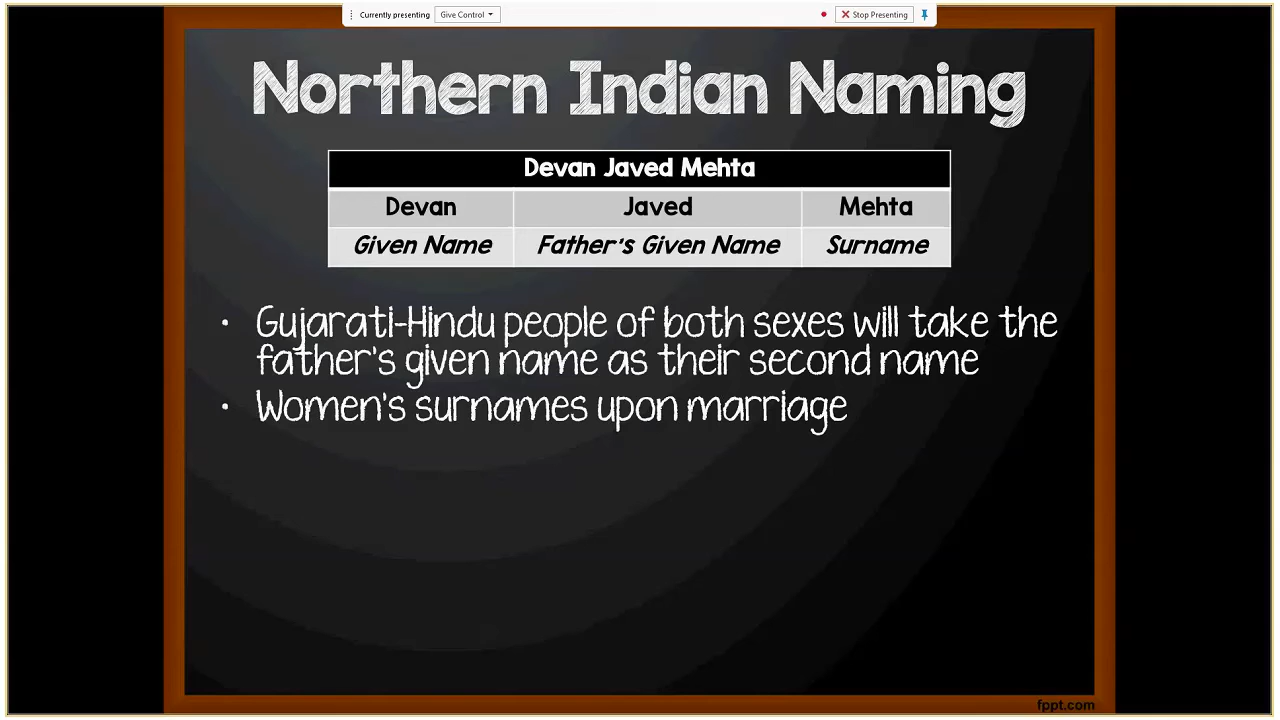 Currently presenting Give Control Stop Presenting
Northern Indian Naming
Devan Javed Mehta
Devan Javed Mehta
Given Name Father's Given Name Surname
• Gujarati-Hindu people of both sexes will take the
father's given name as their second name
• Women's surnames upon marriage
fppt.com